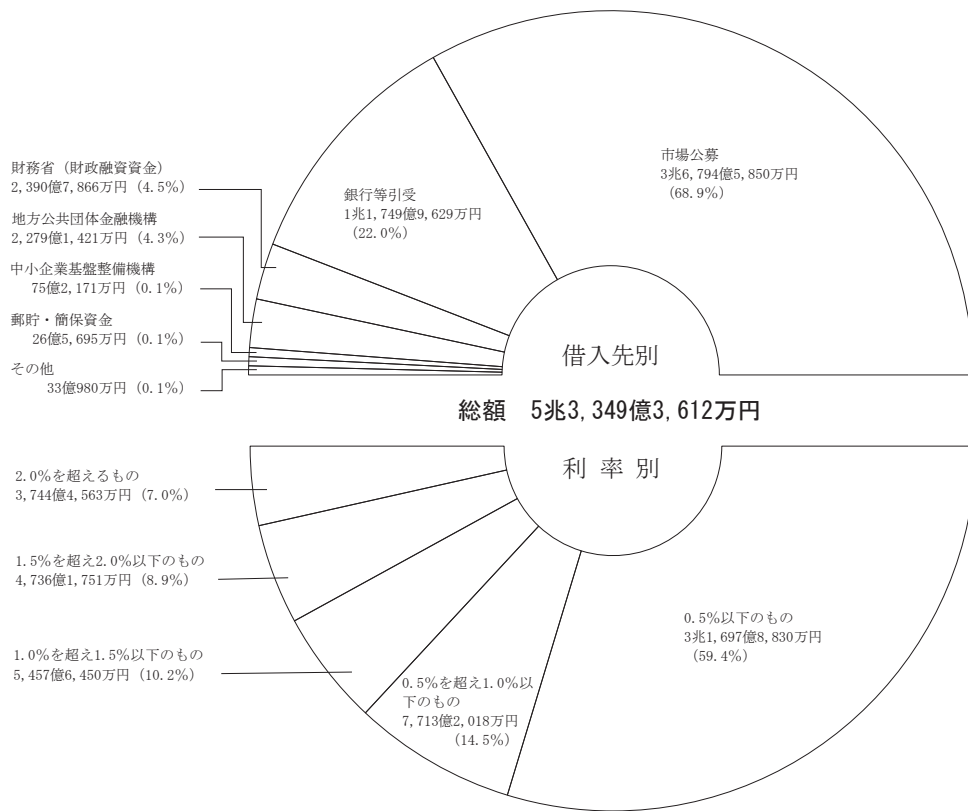 市場公募
3兆6,794億5,850万円
(68.9%)
銀行等引受
1兆1,749億9,629万円
(22.0%)
財務省(財政融資資金)
2,390億7,866万円(4.5%)
地方公共団体金融機構
2,279億1,421万円(4.3%)
中小企業基盤整備機構
75億2,171万円(0.1%)
郵貯・簡保資金
26億5,695万円(0.1%)
その他
33億980万円(0.1%)
借入先別
総額 5兆3,349億3,612万円
利率別
2.0%を超えるもの
3,744億4,563万円(7.0%)
1.5%を超え2.0%以下のもの
4,736億1,751万円(8.9%)
1.0%を超え1.5%以下のもの
5,457億6,450万円(10.2%)
0.5%を超え1.0%以
下のもの
7,713億2,018万円
(14.5%)
0.5%以下のもの
3兆1,697億8,830万円
(59.4%)